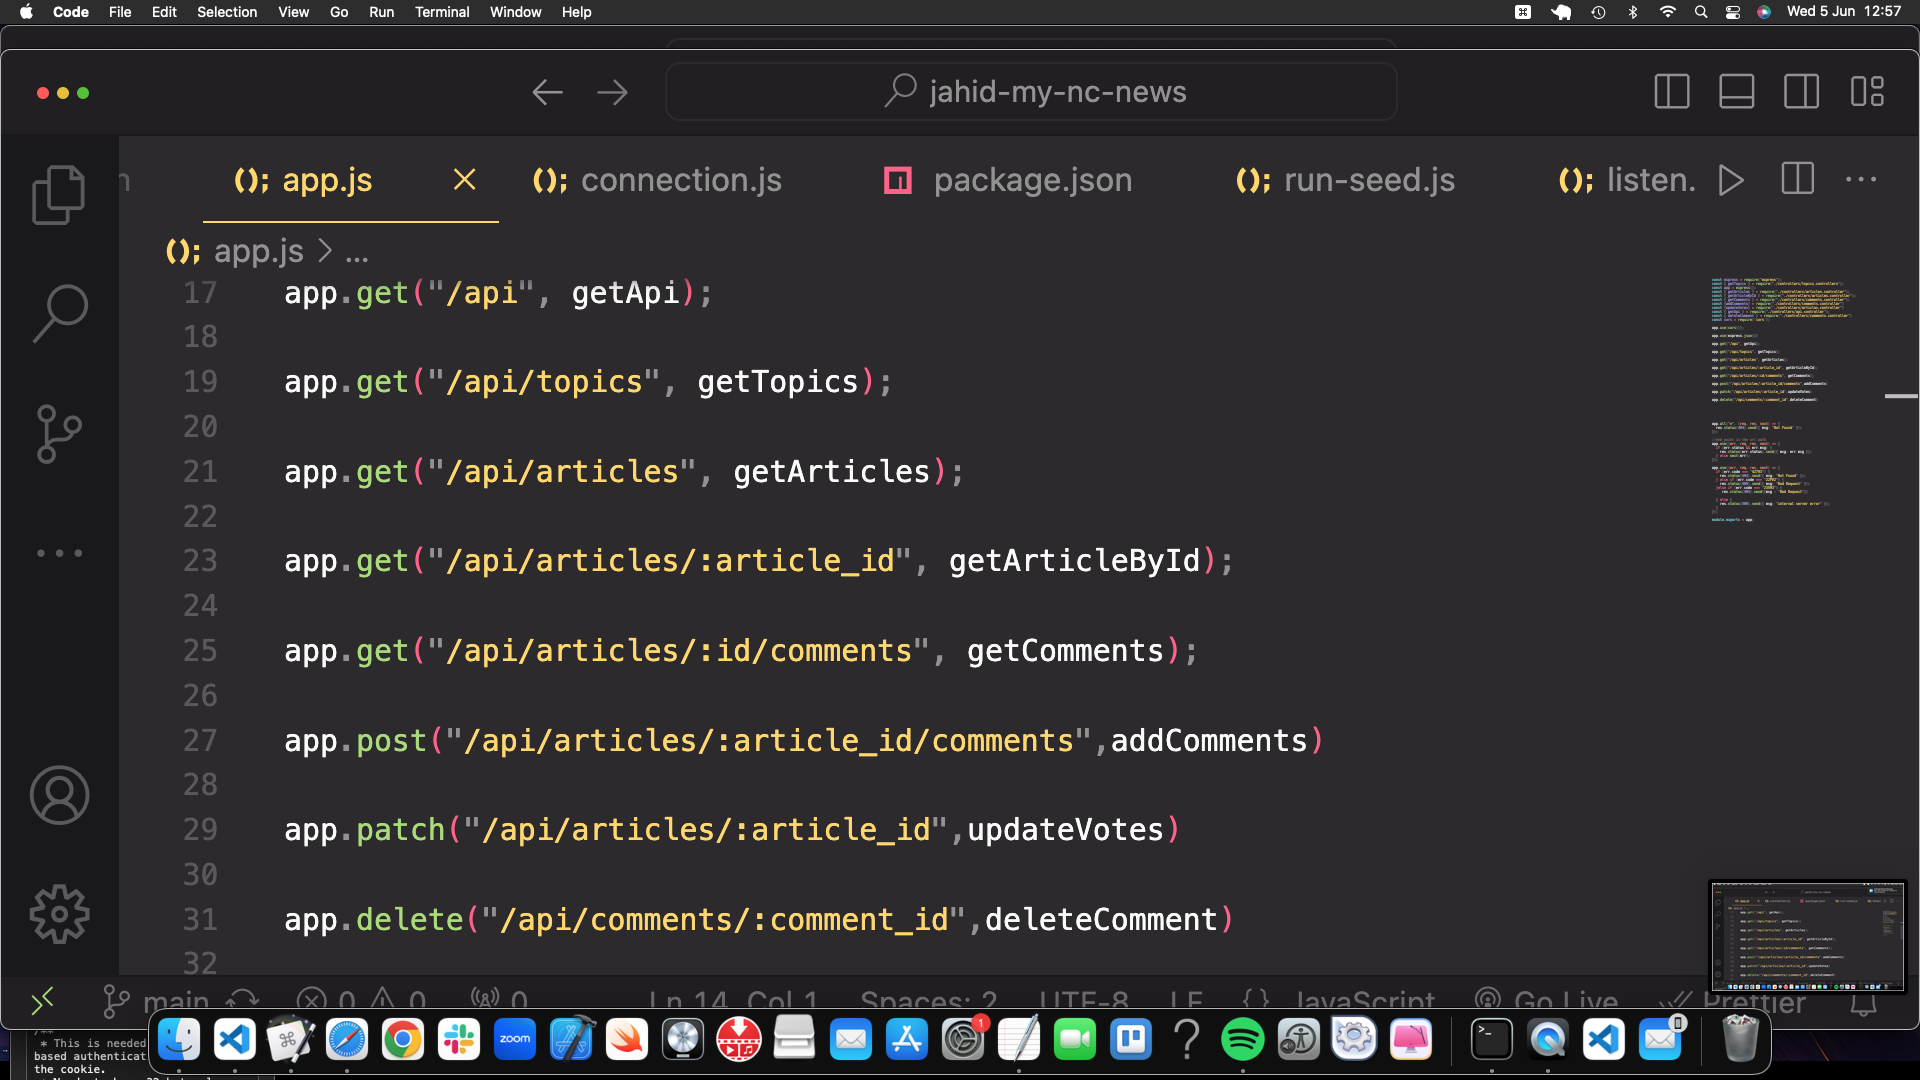 Code File Edit Selection View Go Run Terminal Window Help Wed 5 Jun 12:57
jahid-my-nc-news
app.js connection.js package.json run-seed.js listen.
app.js > ...
17 app.get("/api", getApi);
18
19 app.get("/api/topics", getTopics);
20
21 app.get("/api/articles", getArticles);
22
23 app.get("/api/articles/:article_id", getArticleById);
24
25 app.get("/api/articles/:id/comments", getComments);
26
27 app.post("/api/articles/:article_id/comments",addComments)
28
29 app.patch("/api/articles/:article_id",updateVotes)
30
31 app.delete("/api/comments/:comment_id",deleteComment)
32
main 0 0 0 Ln 14, Col 1 Spaces: 2 UTF-8 LF {} JavaScript Go Live Prettier
* This is needed
based authenticat
the cookie.
zoom
1